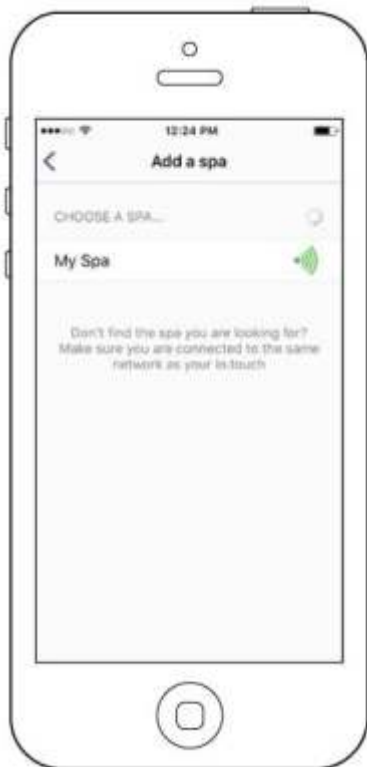 12:24 PM
Add a spa
CHOOSE A SPA...
My Spa
Don't find the spa you are looking for?
Make sure you are connected to the same
network as your in.touch